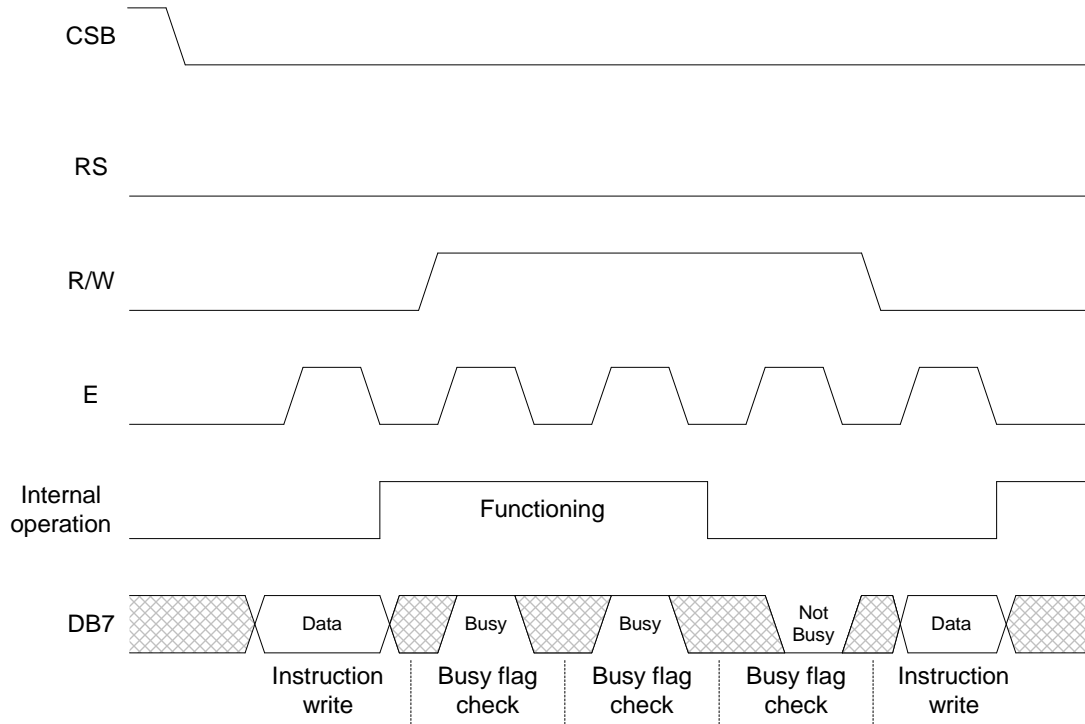 CSB
RS
R/W
E
Internal
operation
Functioning
DB7
Data
Busy
Busy
Not
Busy
Data
Instruction
write
Busy flag
check
Busy flag
check
Busy flag
check
Instruction
write